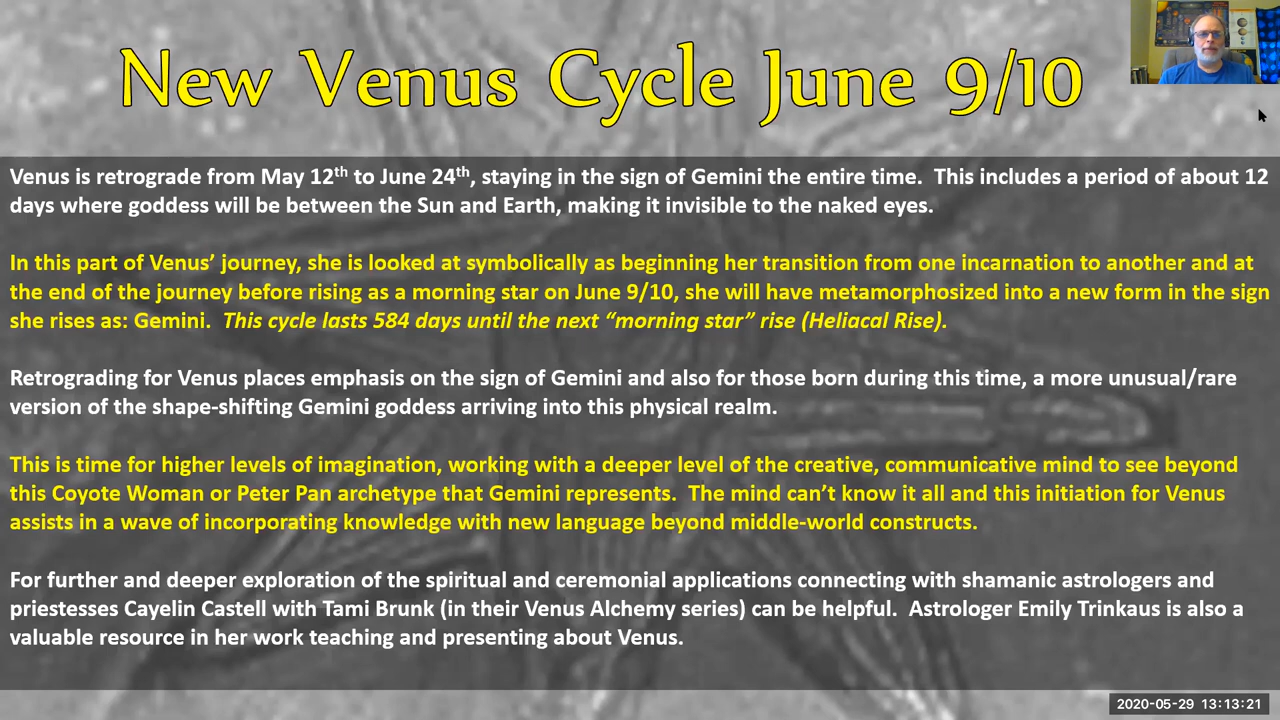 New Venus Cycle June 9/10
Venus is retrograde from May 12th to June 24th, staying in the sign of Gemini the entire time.  This includes a period of about 12
days where goddess will be between the Sun and Earth, making it invisible to the naked eyes.
In this part of Venus’ journey, she is looked at symbolically as beginning her transition from one incarnation to another and at
the end of the journey before rising as a morning star on June 9/10, she will have metamorphosized into a new form in the sign
she rises as: Gemini.  This cycle lasts 584 days until the next “morning star” rise (Heliacal Rise).
Retrograding for Venus places emphasis on the sign of Gemini and also for those born during this time, a more unusual/rare
version of the shape-shifting Gemini goddess arriving into this physical realm.
This is time for higher levels of imagination, working with a deeper level of the creative, communicative mind to see beyond
this Coyote Woman or Peter Pan archetype that Gemini represents.  The mind can’t know it all and this initiation for Venus
assists in a wave of incorporating knowledge with new language beyond middle-world constructs.
For further and deeper exploration of the spiritual and ceremonial applications connecting with shamanic astrologers and
priestesses Cayelin Castell with Tami Brunk (in their Venus Alchemy series) can be helpful.  Astrologer Emily Trinkaus is also a
valuable resource in her work teaching and presenting about Venus.
2020-05-29 13:13:21